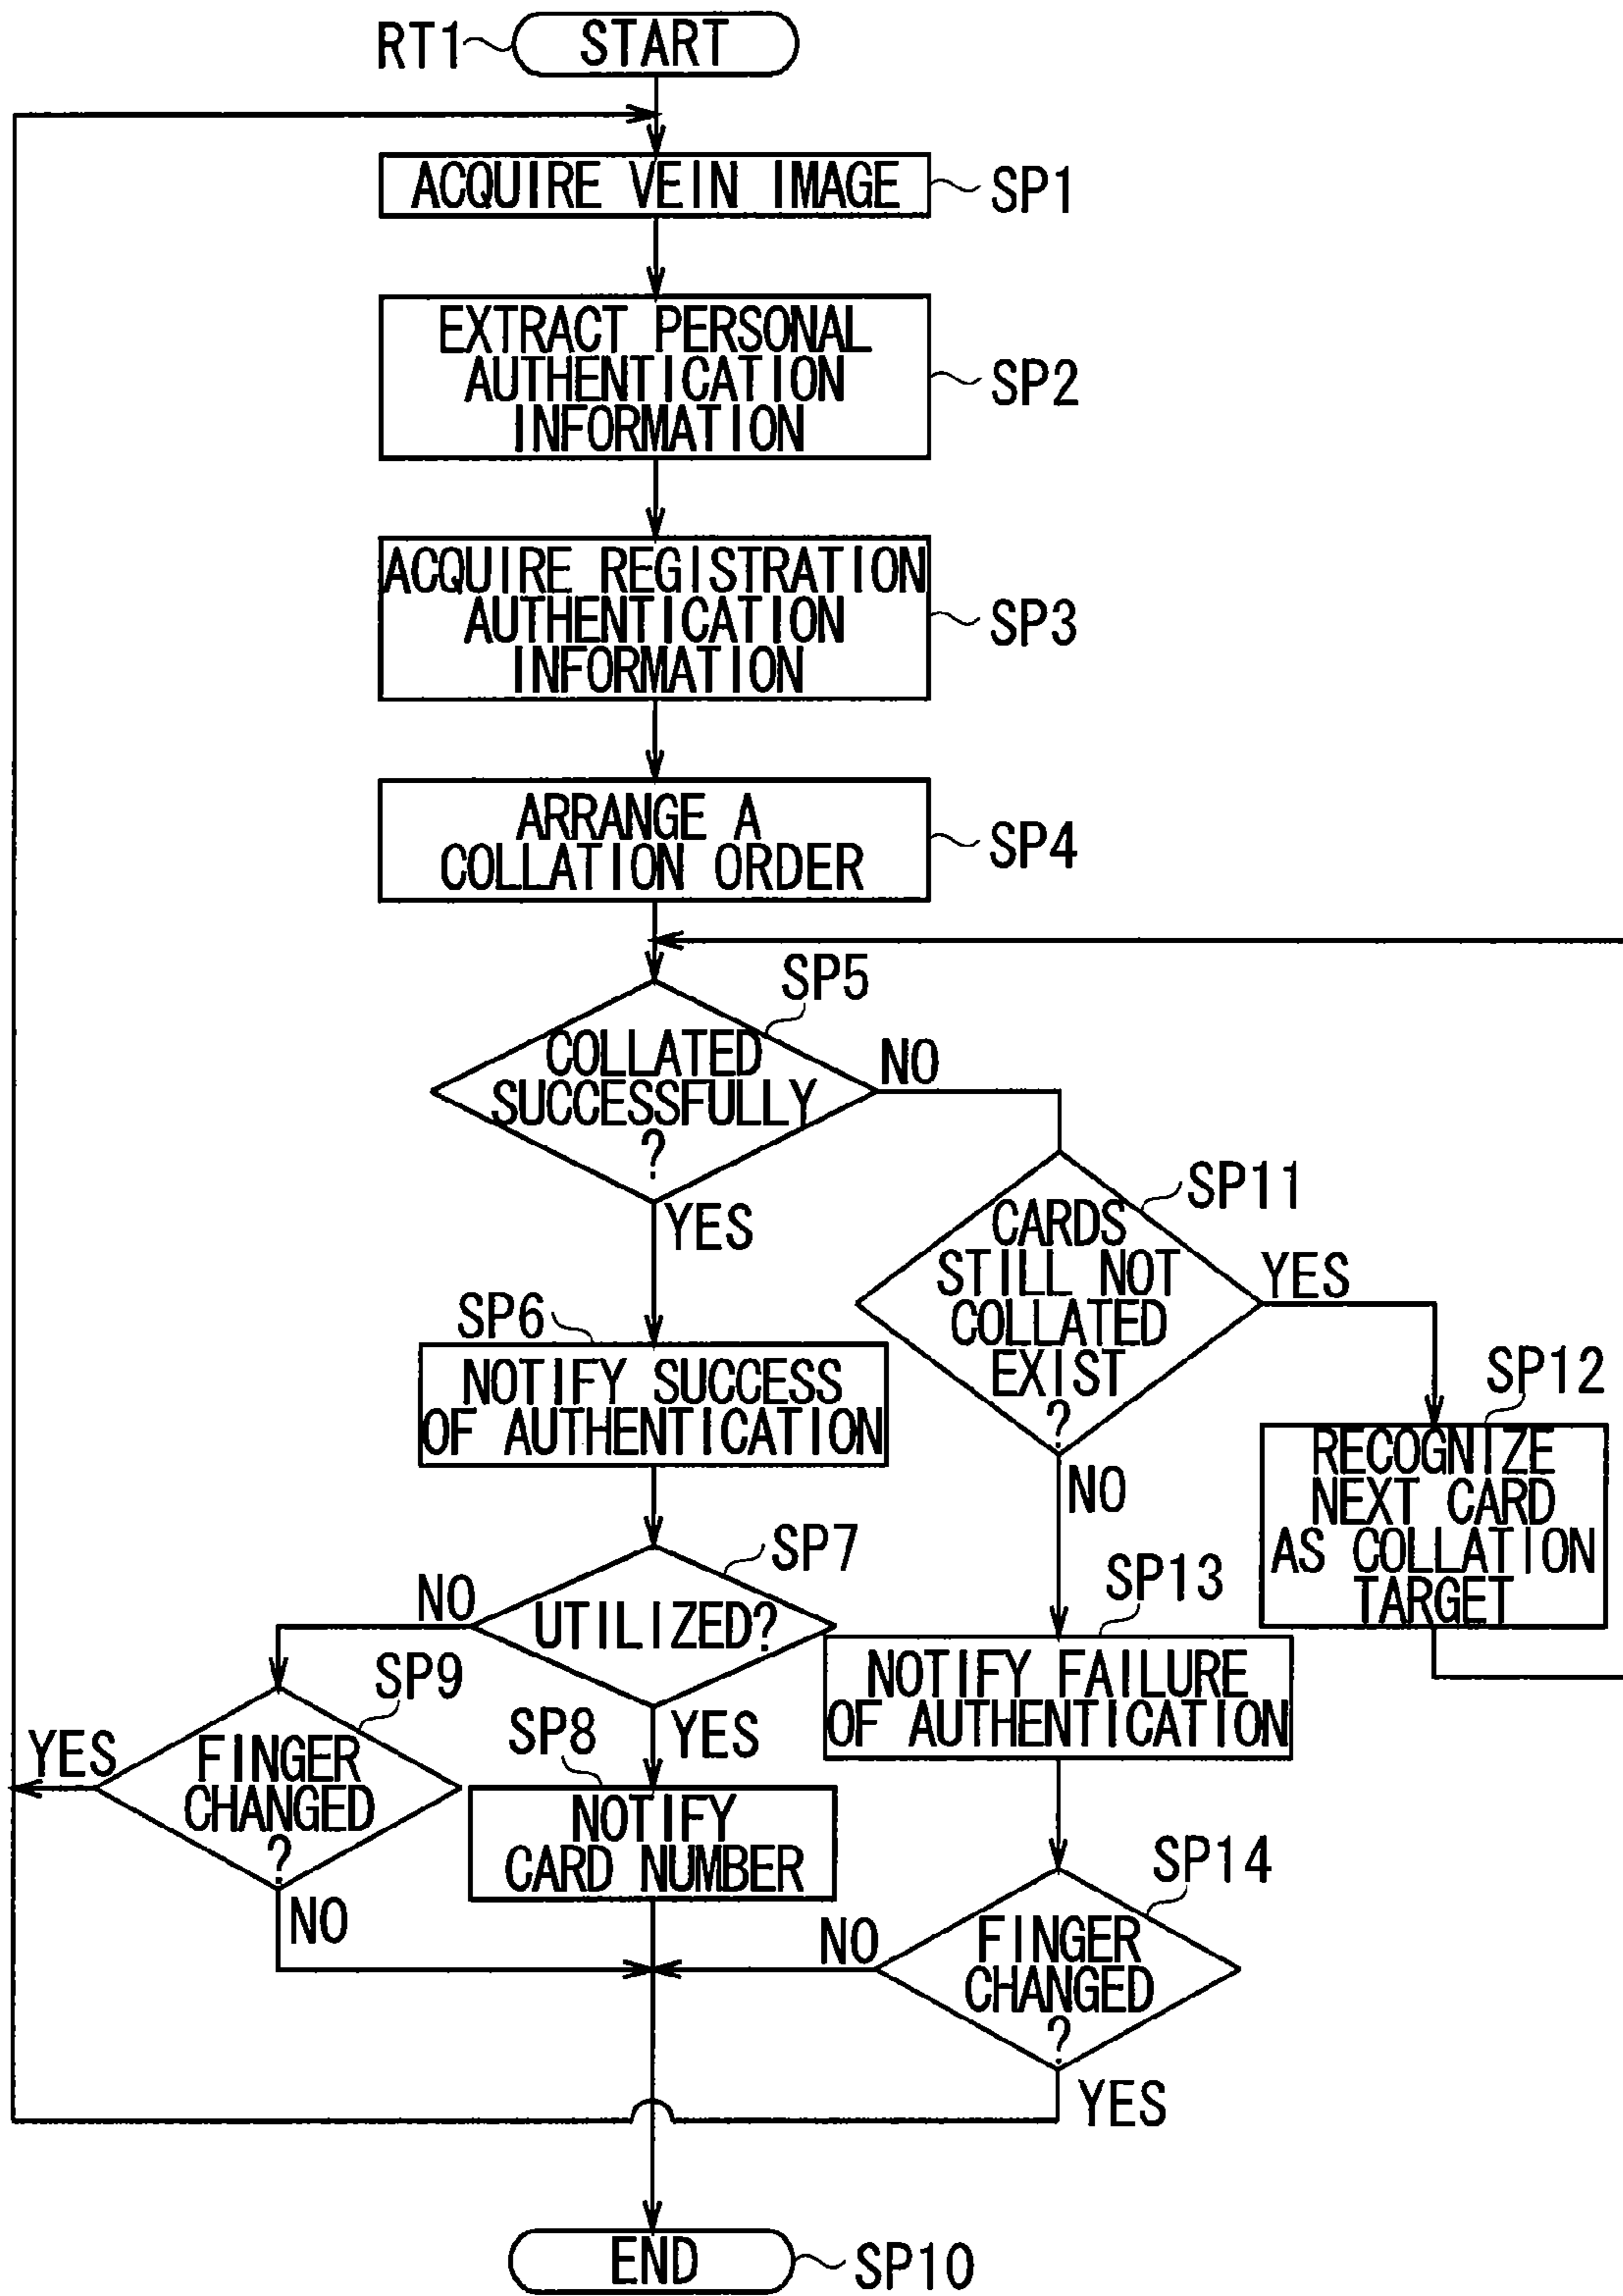 RT1
START
ACQUIRE VEIN IMAGE
SP1
EXTRACT PERSONAL
AUTHENTICATION
INFORMATION
SP2
ACQUIRE REGISTRATION
AUTHENTICATION
INFORMATION
SP3
ARRANGE A
COLLATION ORDER
SP4
SP5
COLLATED
SUCCESSFULLY
?
NO
YES
SP11
CARDS
STILL NOT
COLLATED
EXIST
?
YES
NO
SP6
NOTIFY SUCCESS
OF AUTHENTICATION
SP12
RECOGNIZE
NEXT CARD
AS COLLATION
TARGET
SP7
UTILIZED?
NO
YES
SP13
NOTIFY FAILURE
OF AUTHENTICATION
SP9
FINGER
CHANGED
?
YES
NO
SP8
NOTIFY
CARD NUMBER
SP14
FINGER
CHANGED
?
NO
YES
END
SP10